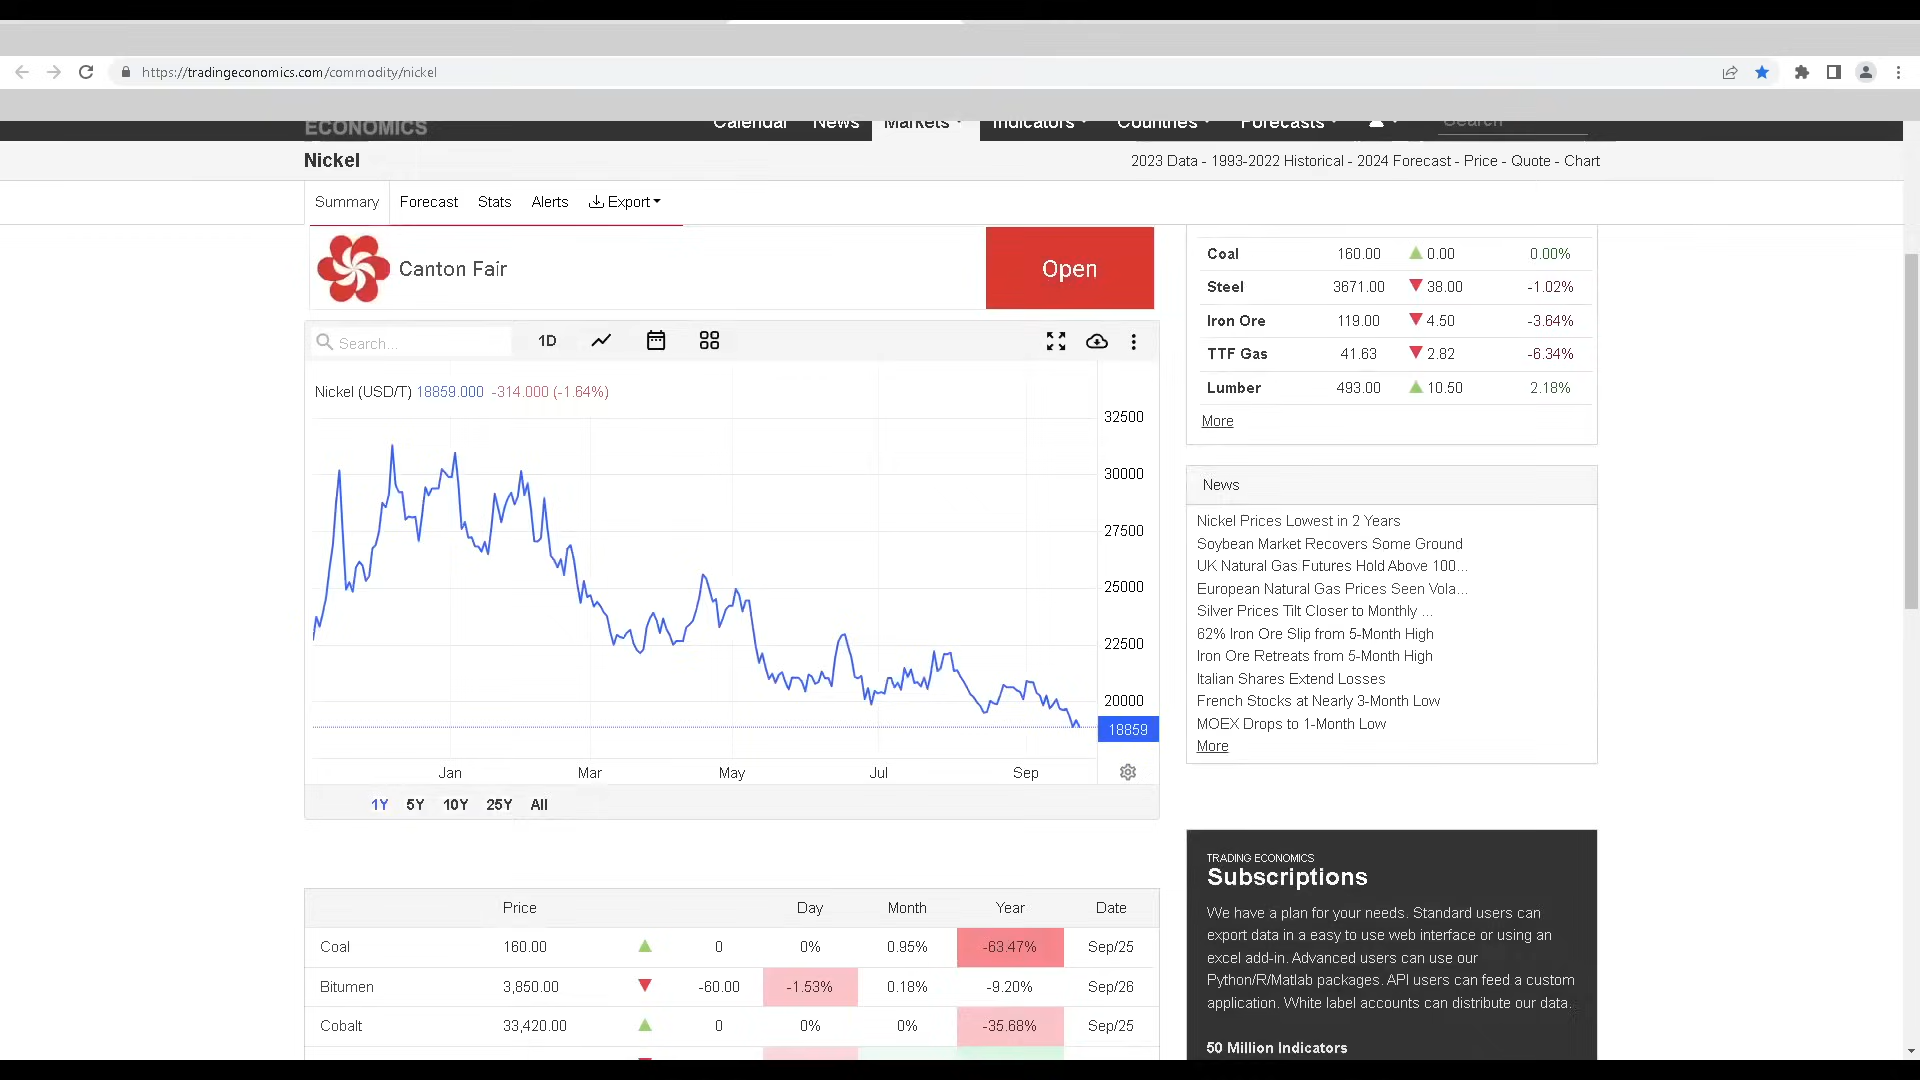 https://tradingeconomics.com/commodity/nickel
ECONOMICS
Calendar News Markets Indicators Countries Forecasts Search
Nickel
2023 Data - 1993-2022 Historical - 2024 Forecast - Price - Quote - Chart
Summary Forecast Stats Alerts Export
Canton Fair
Open
Search...
1D
Nickel (USD/T) 18859.000 -314.000 (-1.64%)
32500
30000
27500
25000
22500
20000
18859
Jan Mar May Jul Sep
1Y 5Y 10Y 25Y All
Price Day Month Year Date
Coal 160.00 0 0% 0.95% -63.47% Sep/25
Bitumen 3,850.00 -60.00 -1.53% 0.18% -9.20% Sep/26
Cobalt 33,420.00 0 0% 0% -35.68% Sep/25
Coal 160.00 0.00 0.00%
Steel 3671.00 38.00 -1.02%
Iron Ore 119.00 4.50 -3.64%
TTF Gas 41.63 2.82 -6.34%
Lumber 493.00 10.50 2.18%
More
News
Nickel Prices Lowest in 2 Years
Soybean Market Recovers Some Ground
UK Natural Gas Futures Hold Above 100...
European Natural Gas Prices Seen Vola...
Silver Prices Tilt Closer to Monthly ...
62% Iron Ore Slip from 5-Month High
Iron Ore Retreats from 5-Month High
Italian Shares Extend Losses
French Stocks at Nearly 3-Month Low
MOEX Drops to 1-Month Low
More
TRADING ECONOMICS
Subscriptions
We have a plan for your needs. Standard users can
export data in a easy to use web interface or using an
excel add-in. Advanced users can use our
Python/R/Matlab packages. API users can feed a custom
application. White label accounts can distribute our data.
50 Million Indicators